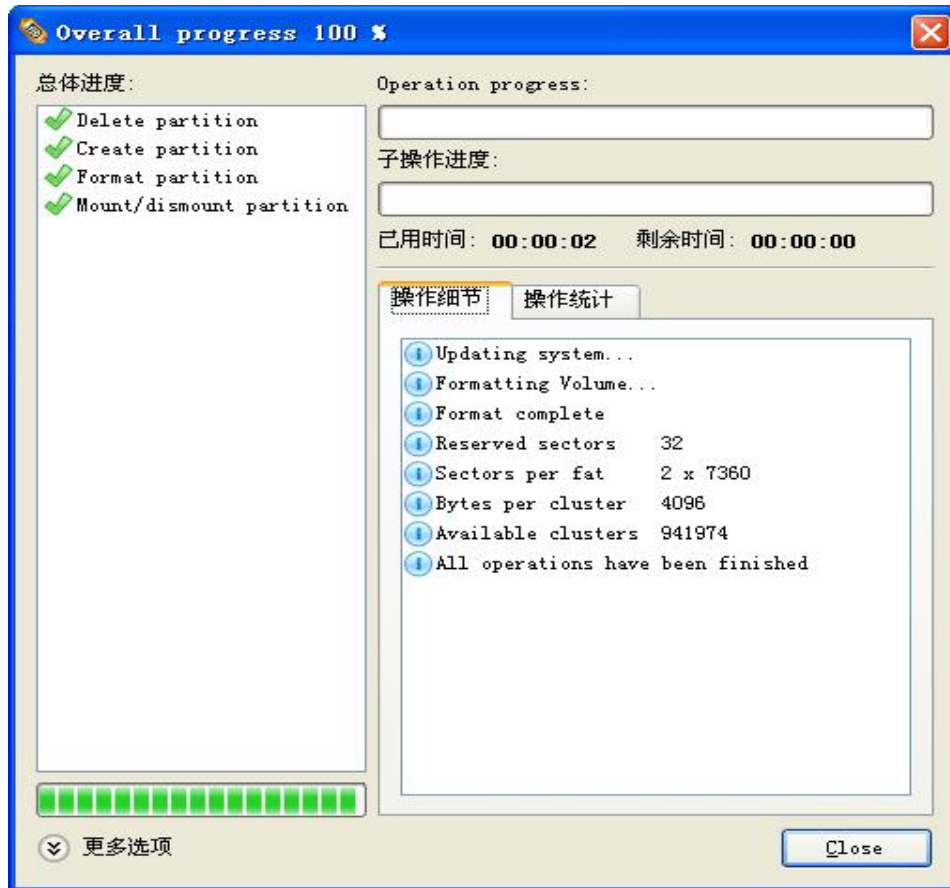 Overall progress 100 %
总体进度:
Delete partition
Create partition
Format partition
Mount/dismount partition
Operation progress:
子操作进度:
已用时间: 00:00:02 剩余时间: 00:00:00
操作细节 操作统计
Updating system...
Formatting Volume...
Format complete
Reserved sectors 32
Sectors per fat 2 x 7360
Bytes per cluster 4096
Available clusters 941974
All operations have been finished
更多选项
Close